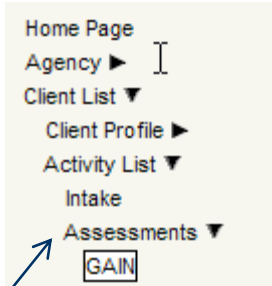 Home Page
Agency ►
Client List ▼
Client Profile ►
Activity List ▼
Intake
Assessments ▼
GAIN